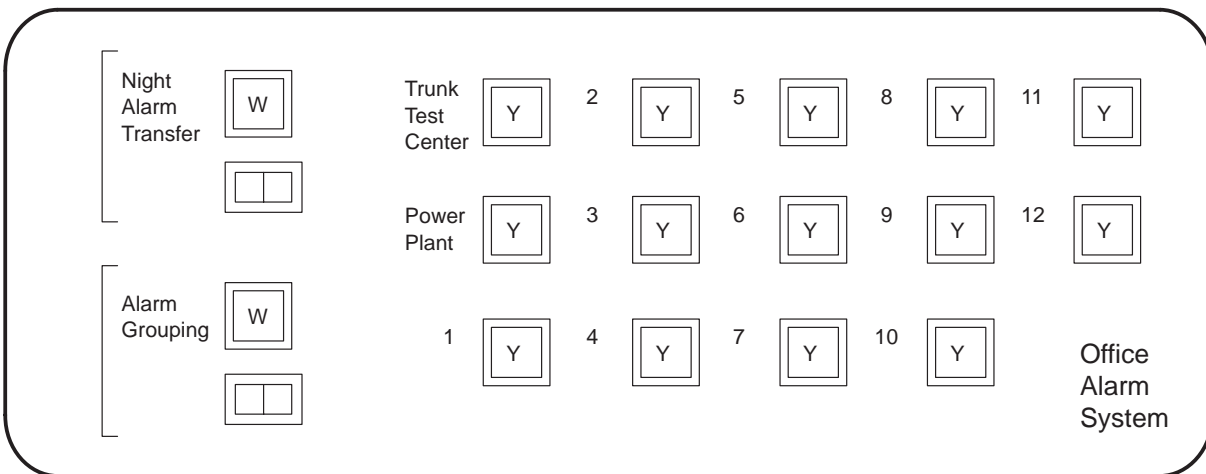 Night
Alarm
Transfer
W
Alarm
Grouping
W
Trunk
Test
Center
Y
2
Y
5
Y
8
Y
11
Y
Power
Plant
Y
3
Y
6
Y
9
Y
12
Y
1
Y
4
Y
7
Y
10
Y
Office
Alarm
System